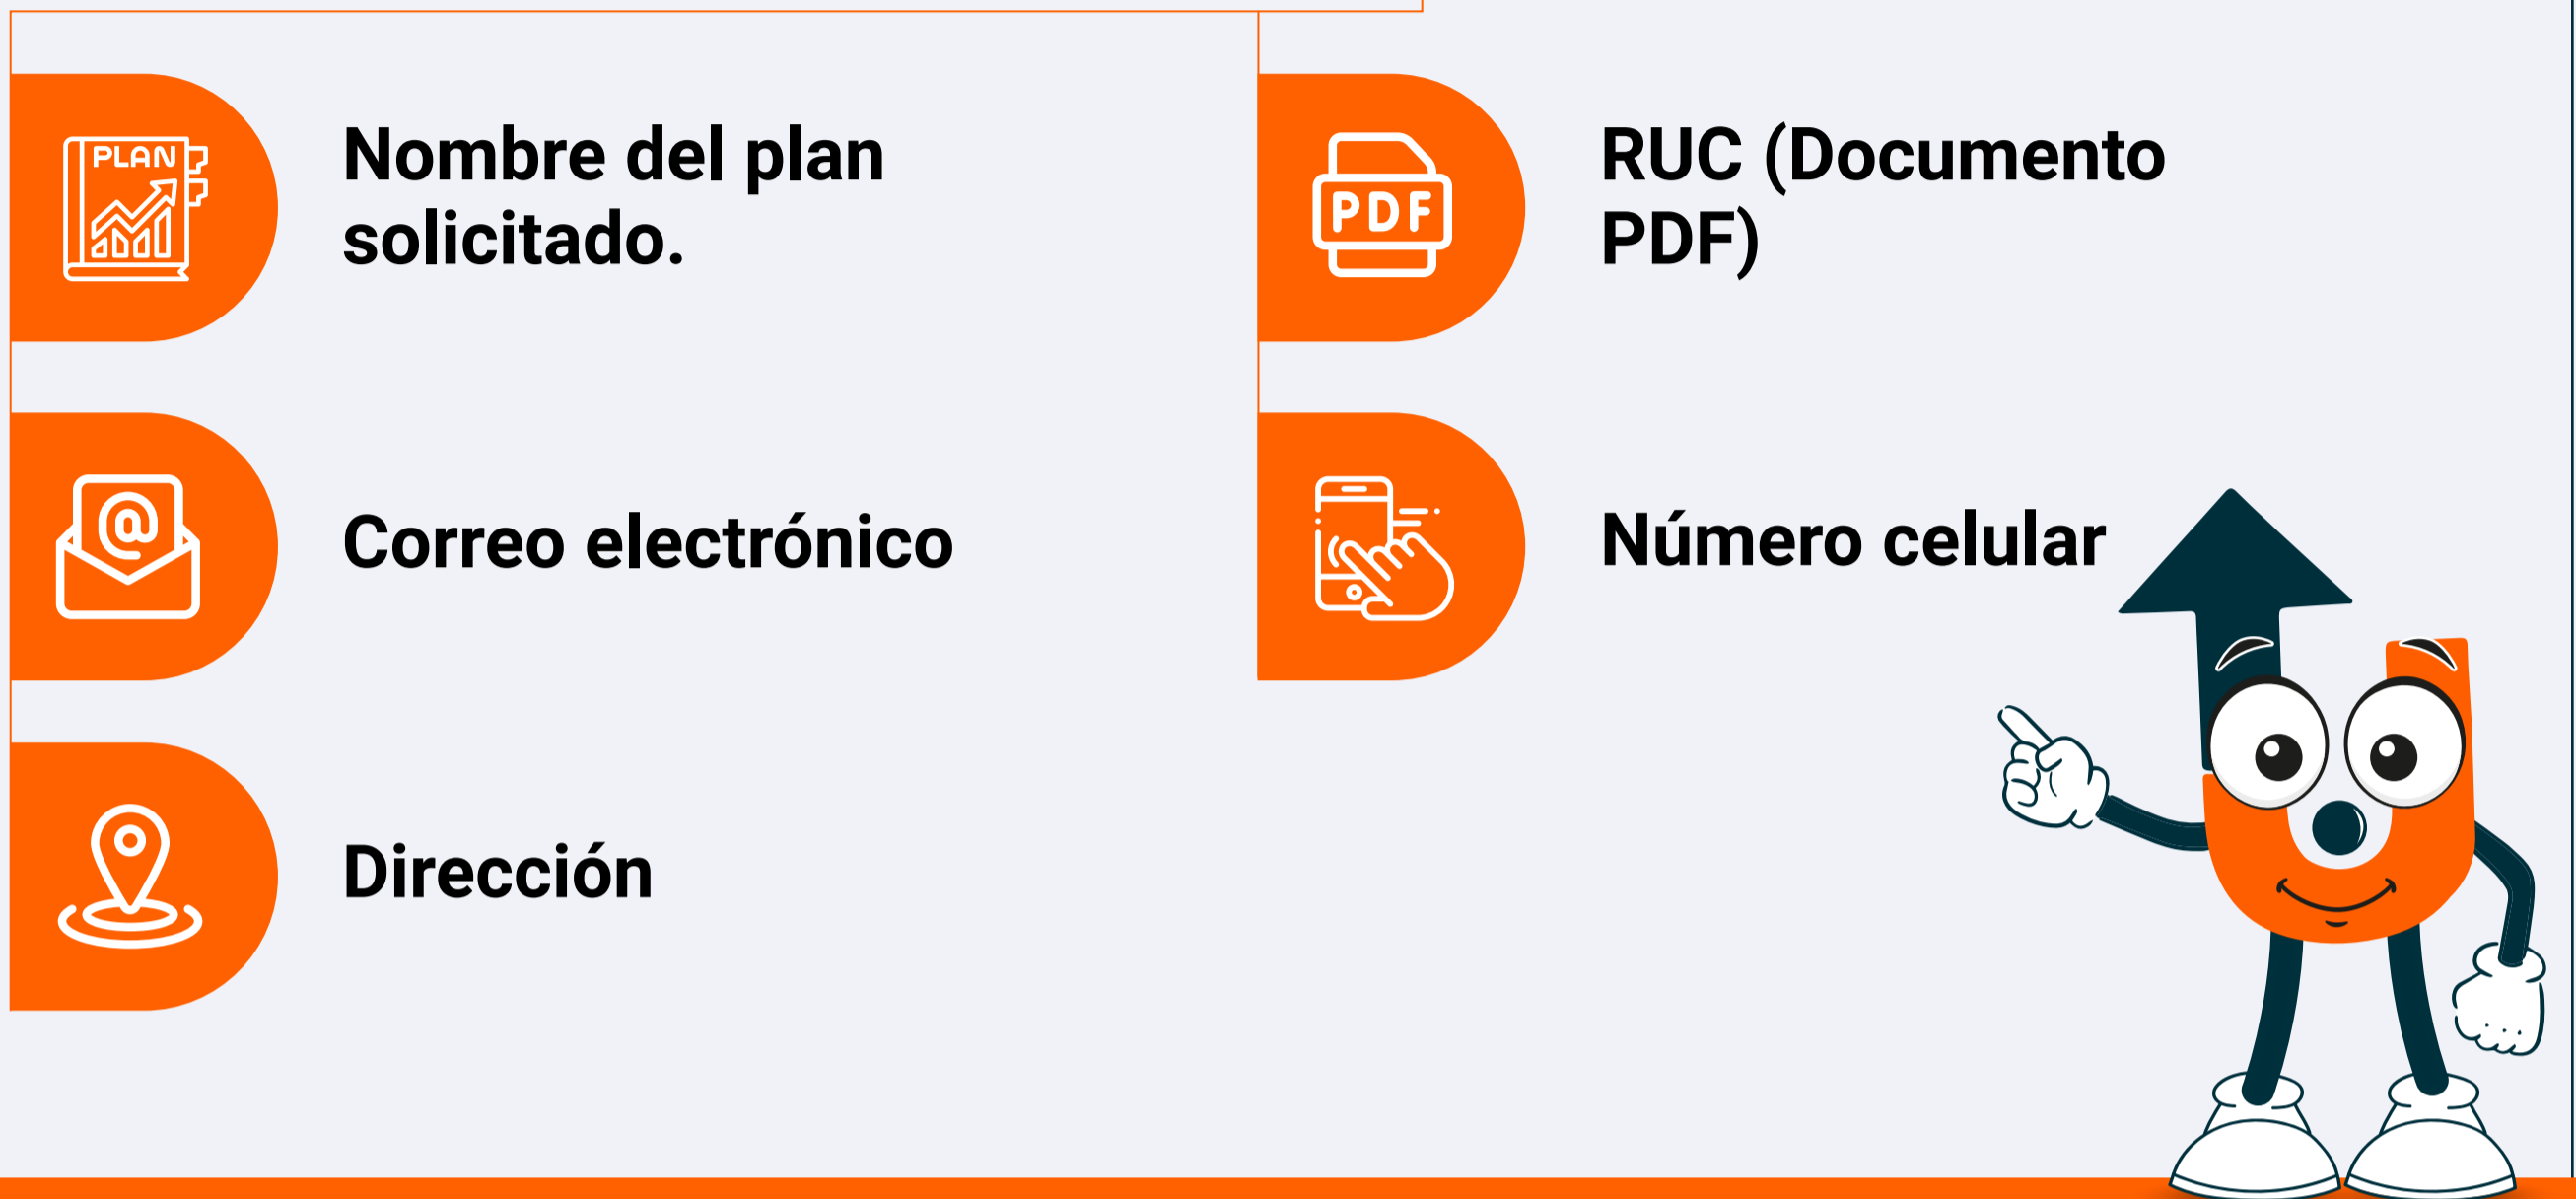 PLAN
Nombre del plan
solicitado.
@
Correo electrónico
Dirección
PDF
RUC (Documento
PDF)
Número celular